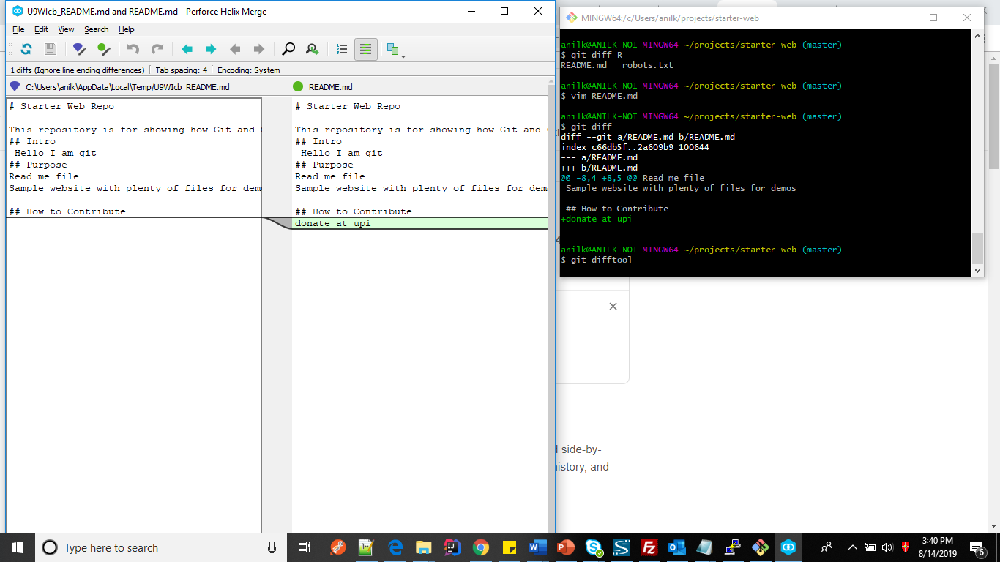 U9WIcb_README.md and README.md - Perforce Helix Merge
File Edit View Search Help
1 diffs (Ignore line ending differences) Tab spacing: 4 Encoding: System
C:\Users\anilk\AppData\Local\Temp/U9WIcb_README.md
README.md
# Starter Web Repo
This repository is for showing how Git and
## Intro
Hello I am git
## Purpose
Read me file
Sample website with plenty of files for dem
## How to Contribute
# Starter Web Repo
This repository is for showing how Git and
## Intro
Hello I am git
## Purpose
Read me file
Sample website with plenty of files for dem
## How to Contribute
donate at upi
MINGW64:/c/Users/anilk/projects/starter-web
anilk@ANILK-NOI MINGW64 ~/projects/starter-web (master)
$ git diff R
README.md robots.txt
anilk@ANILK-NOI MINGW64 ~/projects/starter-web (master)
$ vim README.md
anilk@ANILK-NOI MINGW64 ~/projects/starter-web (master)
$ git diff
diff --git a/README.md b/README.md
index c66db5f..2a609b9 100644
--- a/README.md
+++ b/README.md
@@ -8,4 +8,5 @@ Read me file
Sample website with plenty of files for demos
## How to Contribute
+donate at upi
anilk@ANILK-NOI MINGW64 ~/projects/starter-web (master)
$ git difftool
d side-by-
history, and
Type here to search
3:40 PM
8/14/2019
6